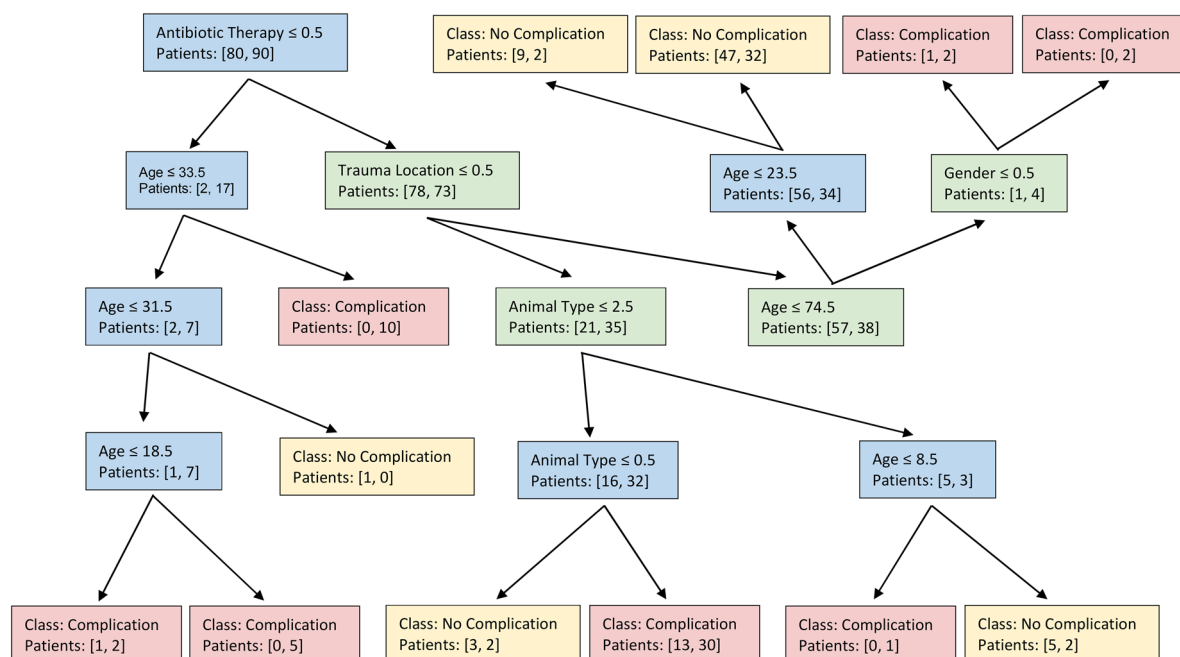 Antibiotic Therapy ≤ 0.5
Patients: [80, 90]
Class: No Complication
Patients: [9, 2]
Class: No Complication
Patients: [47, 32]
Class: Complication
Patients: [1, 2]
Class: Complication
Patients: [0, 2]
Age ≤ 33.5
Patients: [2, 17]
Trauma Location ≤ 0.5
Patients: [78, 73]
Age ≤ 23.5
Patients: [56, 34]
Gender ≤ 0.5
Patients: [1, 4]
Age ≤ 31.5
Patients: [2, 7]
Class: Complication
Patients: [0, 10]
Animal Type ≤ 2.5
Patients: [21, 35]
Age ≤ 74.5
Patients: [57, 38]
Age ≤ 18.5
Patients: [1, 7]
Class: No Complication
Patients: [1, 0]
Animal Type ≤ 0.5
Patients: [16, 32]
Age ≤ 8.5
Patients: [5, 3]
Class: Complication
Patients: [1, 2]
Class: Complication
Patients: [0, 5]
Class: No Complication
Patients: [3, 2]
Class: Complication
Patients: [13, 30]
Class: Complication
Patients: [0, 1]
Class: No Complication
Patients: [5, 2]